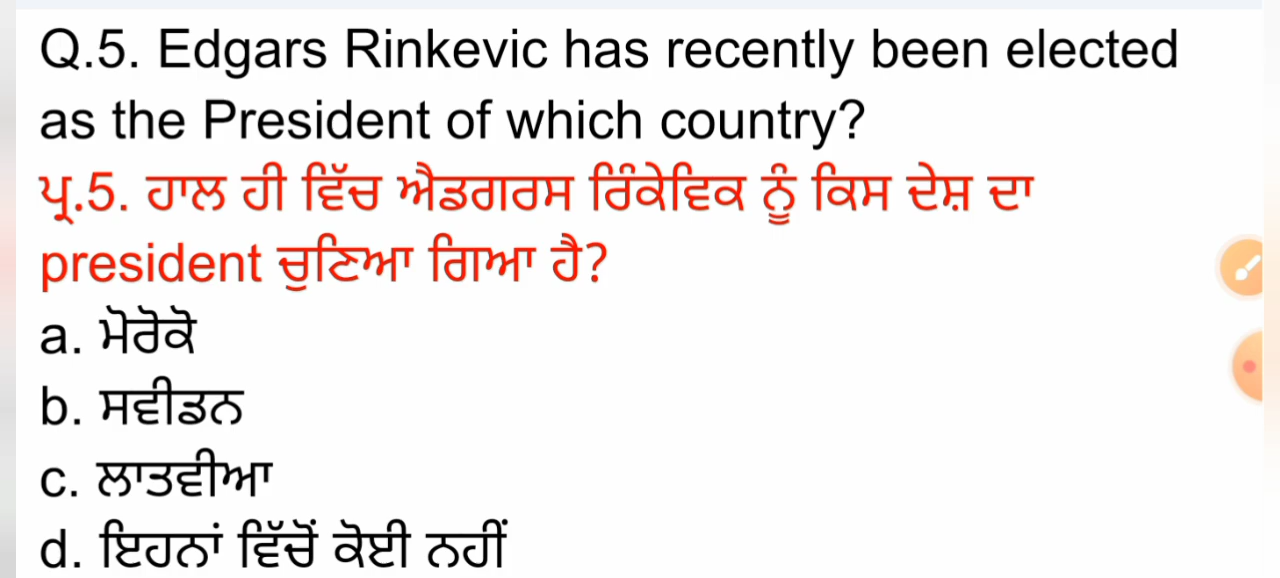 Q.5. Edgars Rinkevic has recently been elected
as the President of which country?
ਪ੍ਰ.5. ਹਾਲ ਹੀ ਵਿੱਚ ਐਡਗਰਸ ਰਿੰਕੇਵਿਕ ਨੂੰ ਕਿਸ ਦੇਸ਼ ਦਾ
president ਚੁਣਿਆ ਗਿਆ ਹੈ?
a. ਮੋਰੋਕੋ
b. ਸਵੀਡਨ
c. ਲਾਤਵੀਆ
d. ਇਹਨਾਂ ਵਿੱਚੋਂ ਕੋਈ ਨਹੀਂ